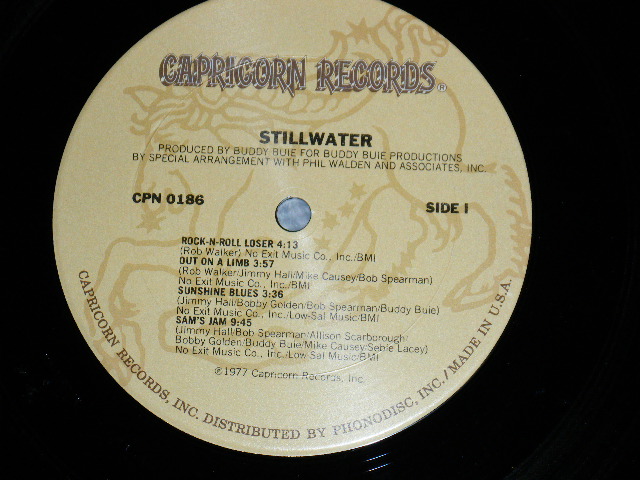 CAPRICORN RECORDS®
STILLWATER
PRODUCED BY BUDDY BUIE FOR BUDDY BUIE PRODUCTIONS
BY SPECIAL ARRANGEMENT WITH PHIL WALDEN AND ASSOCIATES, INC.
CPN 0186
SIDE I
ROCK-N-ROLL LOSER 4:13
(Rob Walker) No Exit Music Co., Inc./BMI
OUT ON A LIMB 3:57
(Rob Walker/Jimmy Hall/Mike Causey/Bob Spearman)
No Exit Music Co., Inc./BMI
SUNSHINE BLUES 3:36
(Jimmy Hall/Bobby Golden/Bob Spearman/Buddy Buie)
No Exit Music Co., Inc./Low-Sal Music/BMI
SAM'S JAM 9:45
(Jimmy Hall/Bob Spearman/Allison Scarborough/
Bobby Golden/Buddy Buie/Mike Causey/Sebie Lacey)
No Exit Music Co., Inc./Low Sal Music/BMI
℗1977 Capricorn Records, Inc.
CAPRICORN RECORDS, INC. DISTRIBUTED BY PHONODISC, INC./MADE IN U.S.A.